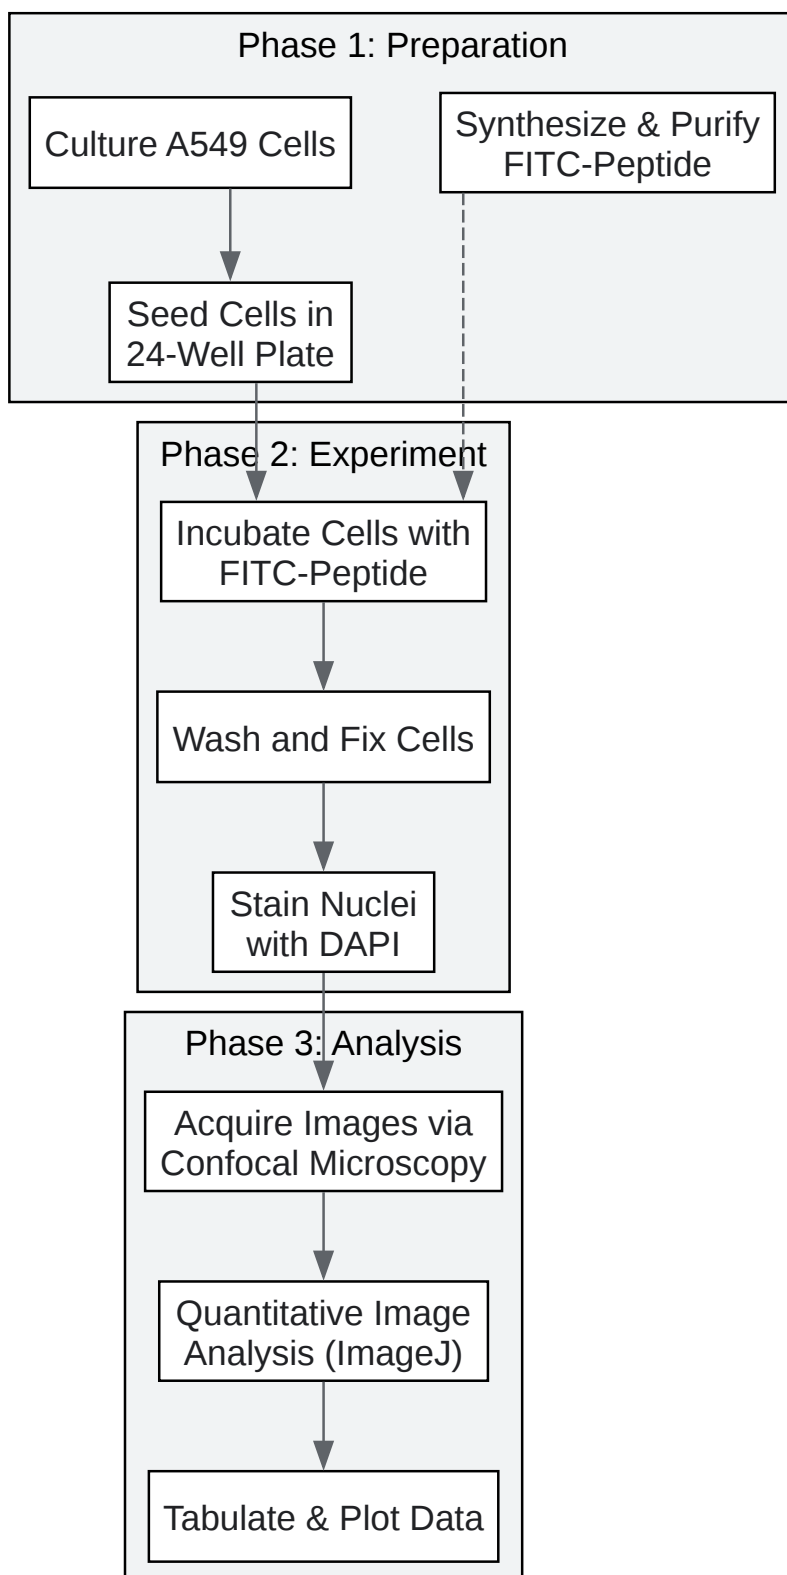 Phase 1: Preparation
Culture A549 Cells
Synthesize & Purify
FITC-Peptide
Seed Cells in
24-Well Plate
Phase 2: Experiment
Incubate Cells with
FITC-Peptide
Wash and Fix Cells
Stain Nuclei
with DAPI
Phase 3: Analysis
Acquire Images via
Confocal Microscopy
Quantitative Image
Analysis (ImageJ)
Tabulate & Plot Data